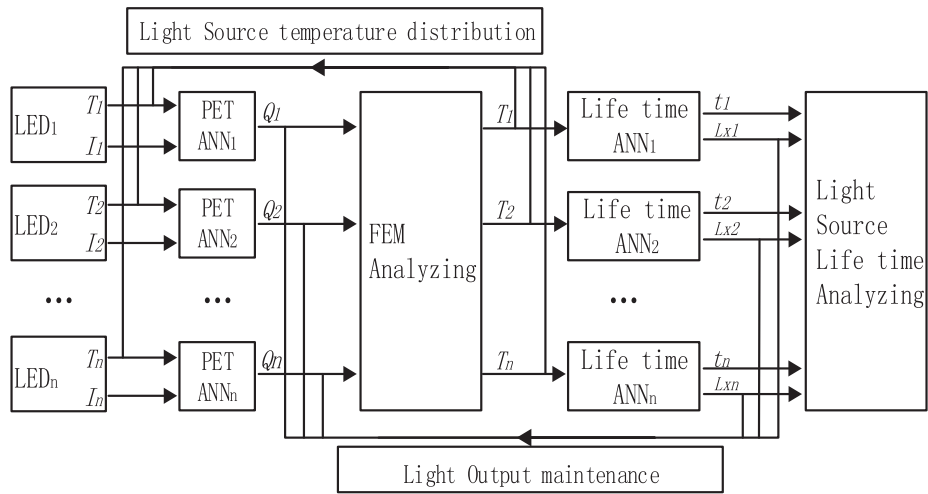 Light Source temperature distribution
LED1
T1
I1
PET
ANN1
Q1
T1
Life time
ANN1
t1
Lx1
LED2
T2
I2
PET
ANN2
Q2
FEM
Analyzing
T2
Life time
ANN2
t2
Lx2
Light
Source
Life time
Analyzing
...
...
...
LEDn
Tn
In
PET
ANNn
Qn
Tn
Life time
ANNn
tn
Lxn
Light Output maintenance